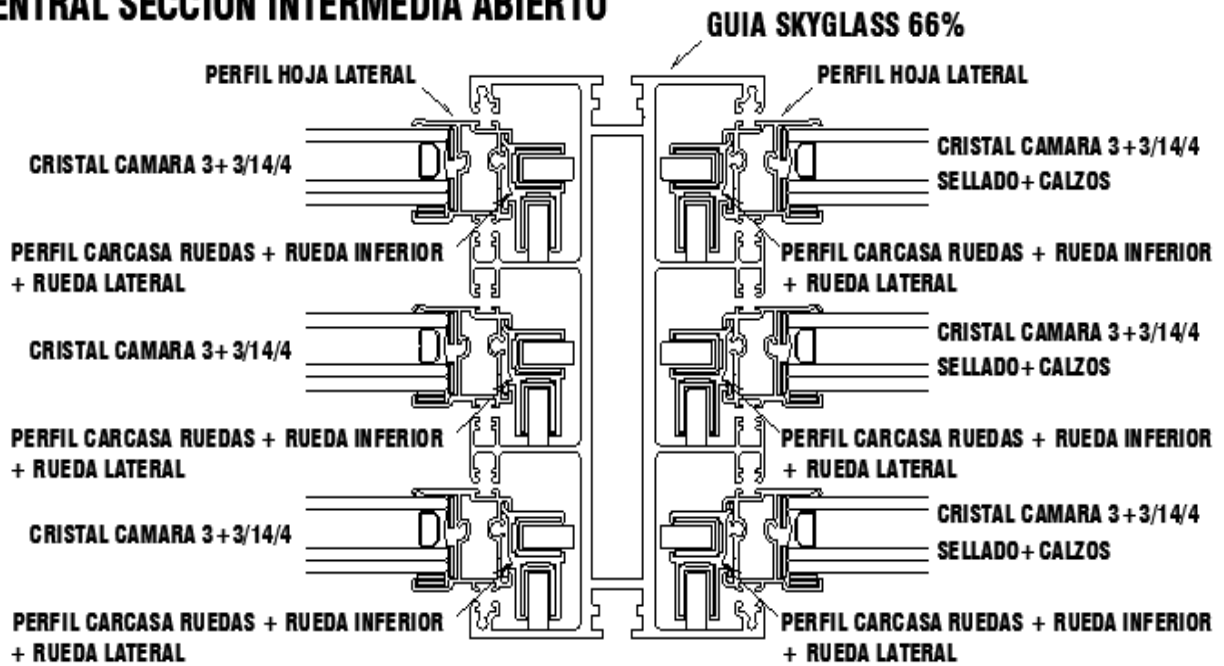 ENTRAL SECCION INTERMEDIA ABIERTO
GUIA SKYGLASS 66%
PERFIL HOJA LATERAL
PERFIL HOJA LATERAL
CRISTAL CAMARA 3+3/14/4
CRISTAL CAMARA 3+3/14/4
SELLADO+ CALZOS
PERFIL CARCASA RUEDAS + RUEDA INFERIOR
+ RUEDA LATERAL
PERFIL CARCASA RUEDAS + RUEDA INFERIOR
+ RUEDA LATERAL
CRISTAL CAMARA 3+3/14/4
CRISTAL CAMARA 3+3/14/4
SELLADO+ CALZOS
PERFIL CARCASA RUEDAS + RUEDA INFERIOR
+ RUEDA LATERAL
PERFIL CARCASA RUEDAS + RUEDA INFERIOR
+ RUEDA LATERAL
CRISTAL CAMARA 3+3/14/4
CRISTAL CAMARA 3+3/14/4
SELLADO+ CALZOS
PERFIL CARCASA RUEDAS + RUEDA INFERIOR
+ RUEDA LATERAL
PERFIL CARCASA RUEDAS + RUEDA INFERIOR
+ RUEDA LATERAL